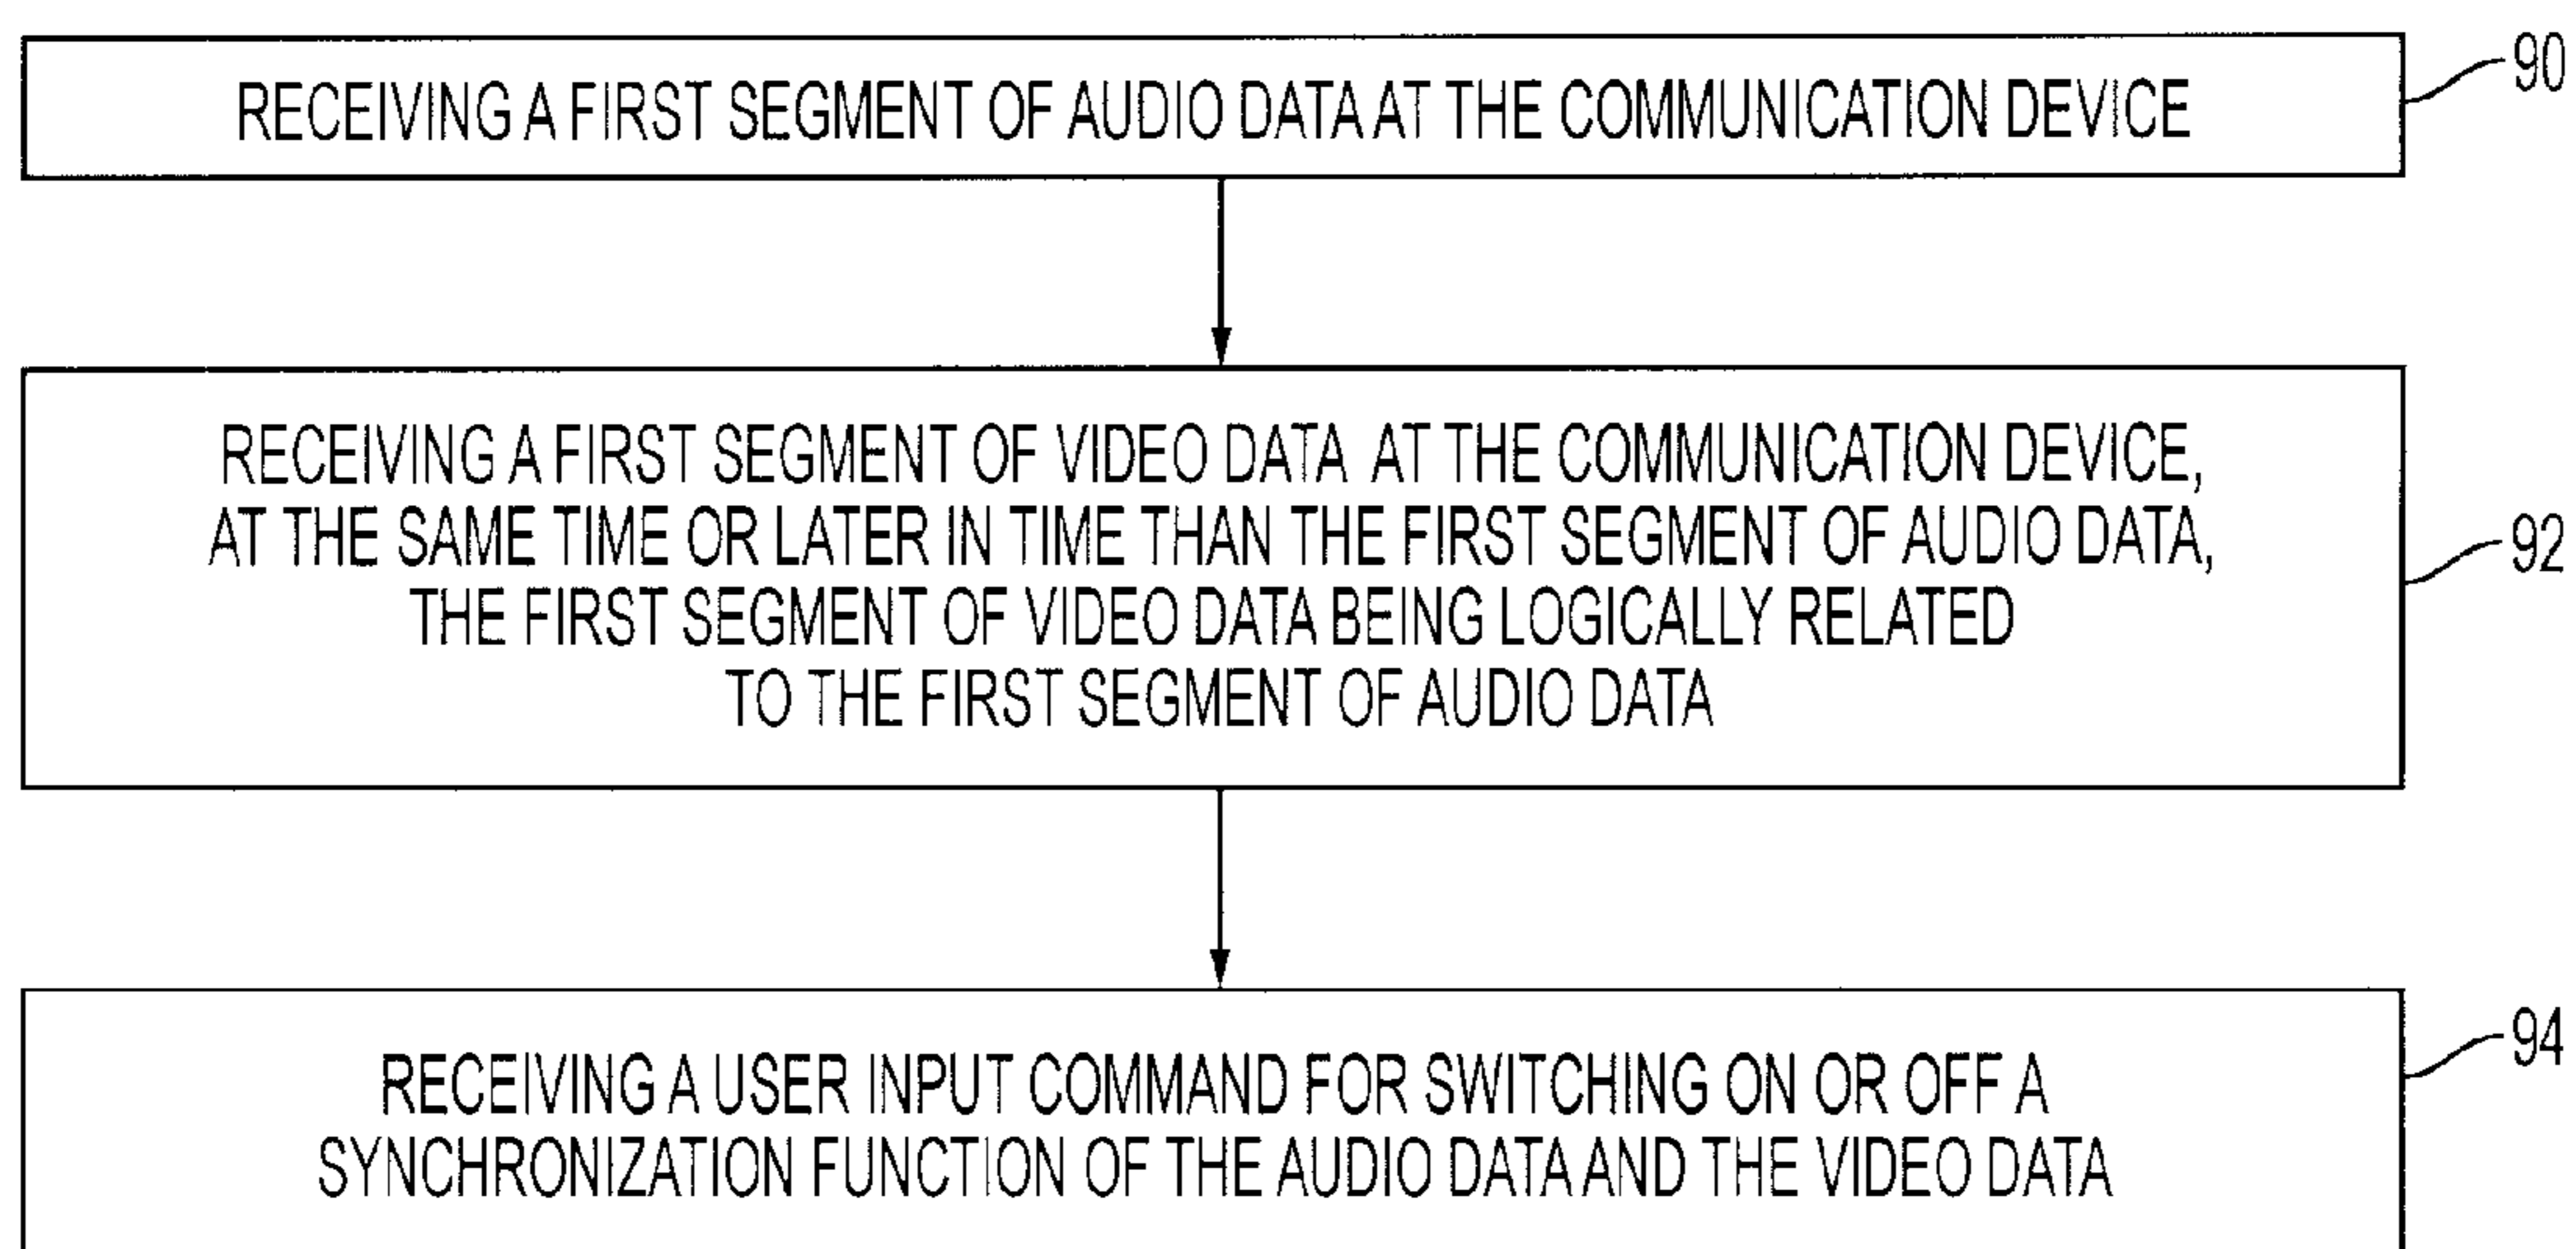 RECEIVING A FIRST SEGMENT OF AUDIO DATA AT THE COMMUNICATION DEVICE
90
RECEIVING A FIRST SEGMENT OF VIDEO DATA AT THE COMMUNICATION DEVICE,
AT THE SAME TIME OR LATER IN TIME THAN THE FIRST SEGMENT OF AUDIO DATA,
THE FIRST SEGMENT OF VIDEO DATA BEING LOGICALLY RELATED
TO THE FIRST SEGMENT OF AUDIO DATA
92
RECEIVING A USER INPUT COMMAND FOR SWITCHING ON OR OFF A
SYNCHRONIZATION FUNCTION OF THE AUDIO DATA AND THE VIDEO DATA
94